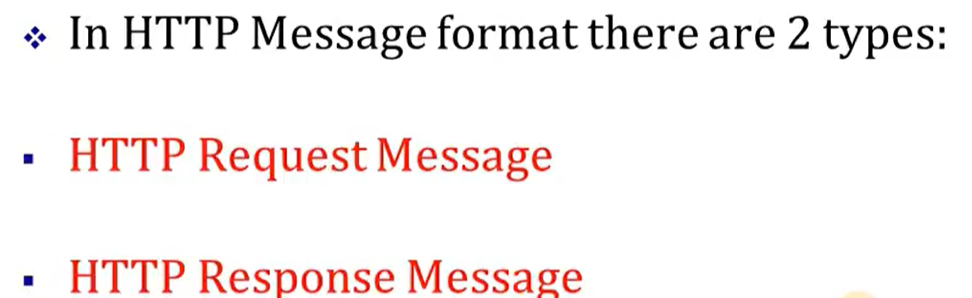 In HTTP Message format there are 2 types:
HTTP Request Message
HTTP Response Message